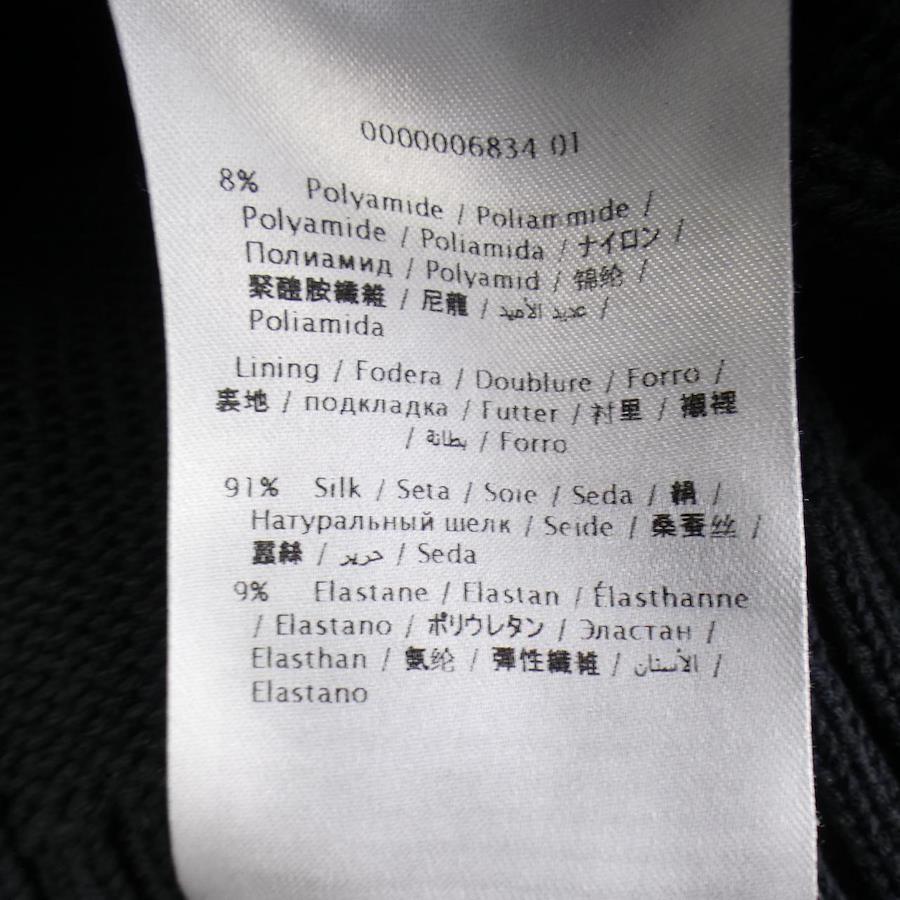 0000006834 01
8% Polyamide / Poliammide /
Polyamide / Poliamida / ナイロン /
Полиамид / Polyamid / 锦纶 /
聚醯胺纖維 / 尼龍 / عديد الأميد /
Poliamida
Lining / Fodera / Doublure / Forro /
裏地 / подкладка / Futter / 衬里 / 襯裡
/ بطانة / Forro
91% Silk / Seta / Soie / Seda / 絹 /
Натуральный шелк / Seide / 桑蚕丝 /
蠶絲 / حرير / Seda
9% Elastane / Elastan / Élasthanne
/ Elastano / ポリウレタン / Эластан /
Elasthan / 氨纶 / 彈性纖維 / الأستان /
Elastano